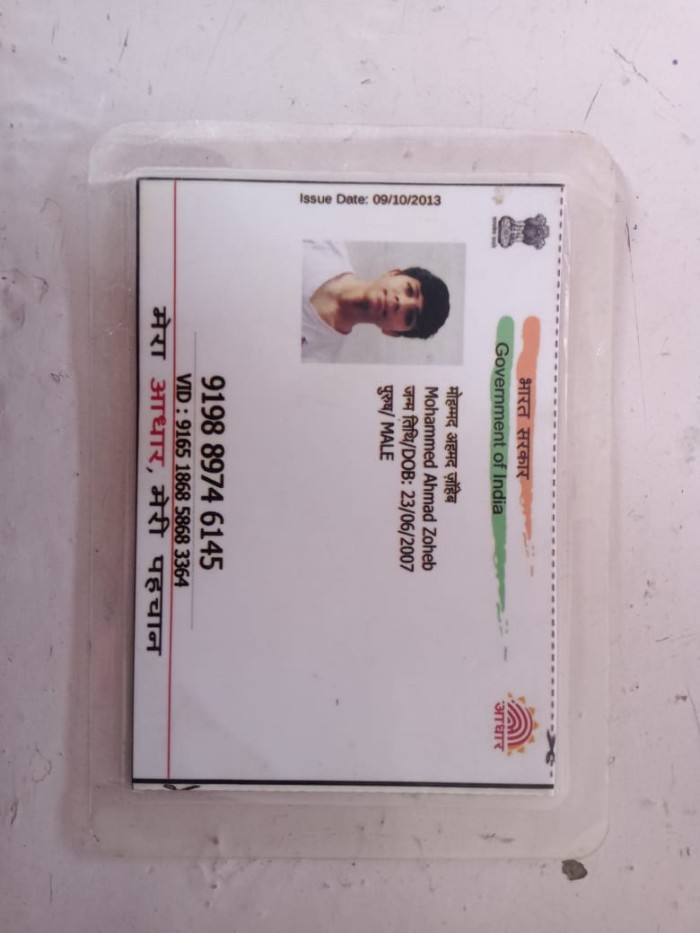 भारत सरकार
Government of India
Issue Date: 09/10/2013
मोहम्मद अहमद ज़ोहेब
Mohammed Ahmad Zoheb
जन्म तिथि/DOB: 23/06/2007
पुरुष/ MALE
आधार
9198 8974 6145
VID : 9165 1868 5868 3364
मेरा आधार, मेरी पहचान